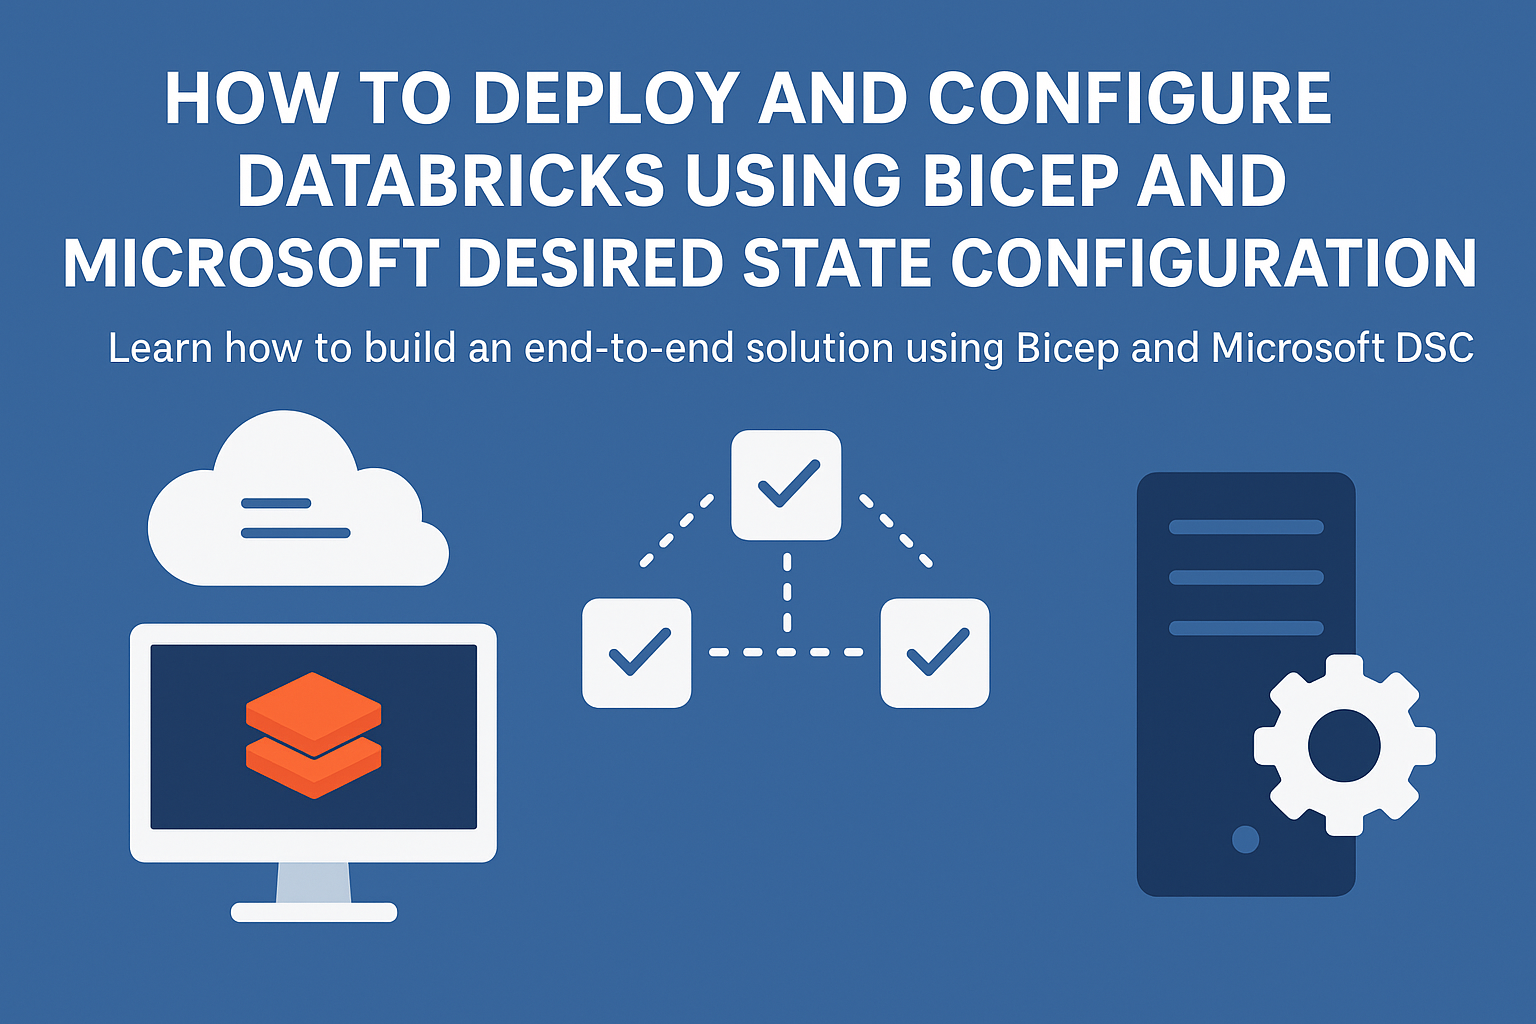 HOW TO DEPLOY AND CONFIGURE
DATABRICKS USING BICEP AND
MICROSOFT DESIRED STATE CONFIGURATION
Learn how to build an end-to-end solution using Bicep and Microsoft DSC